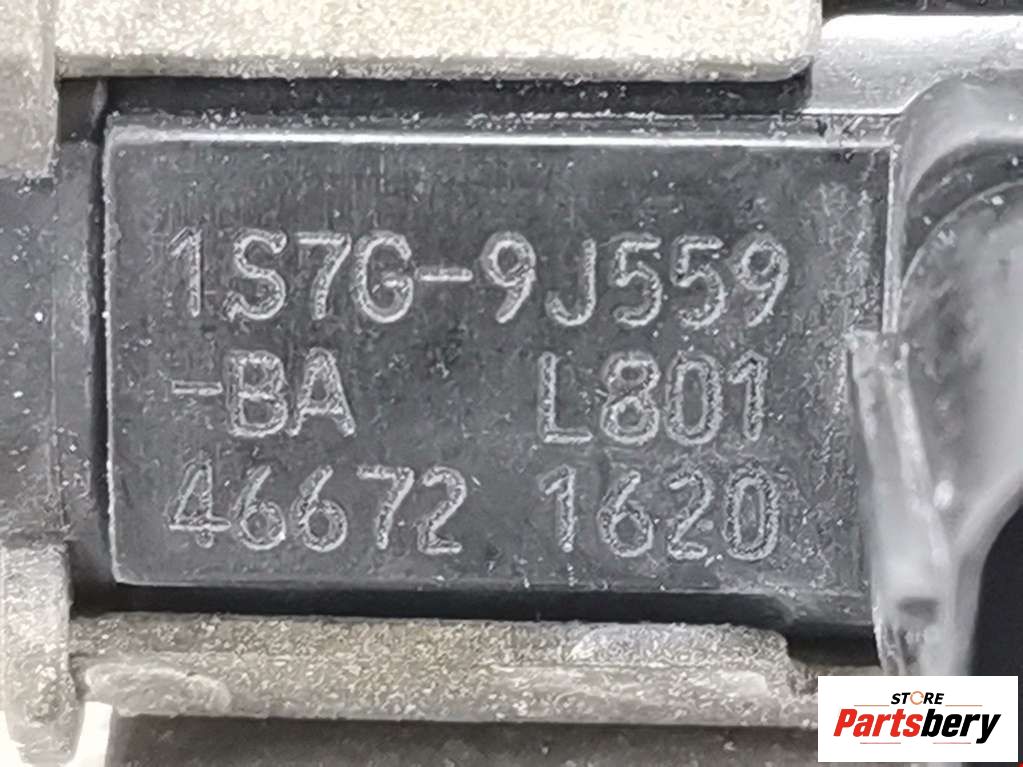 1S7G-9J559
-BA L801
46672 1620
STORE
Partsbery